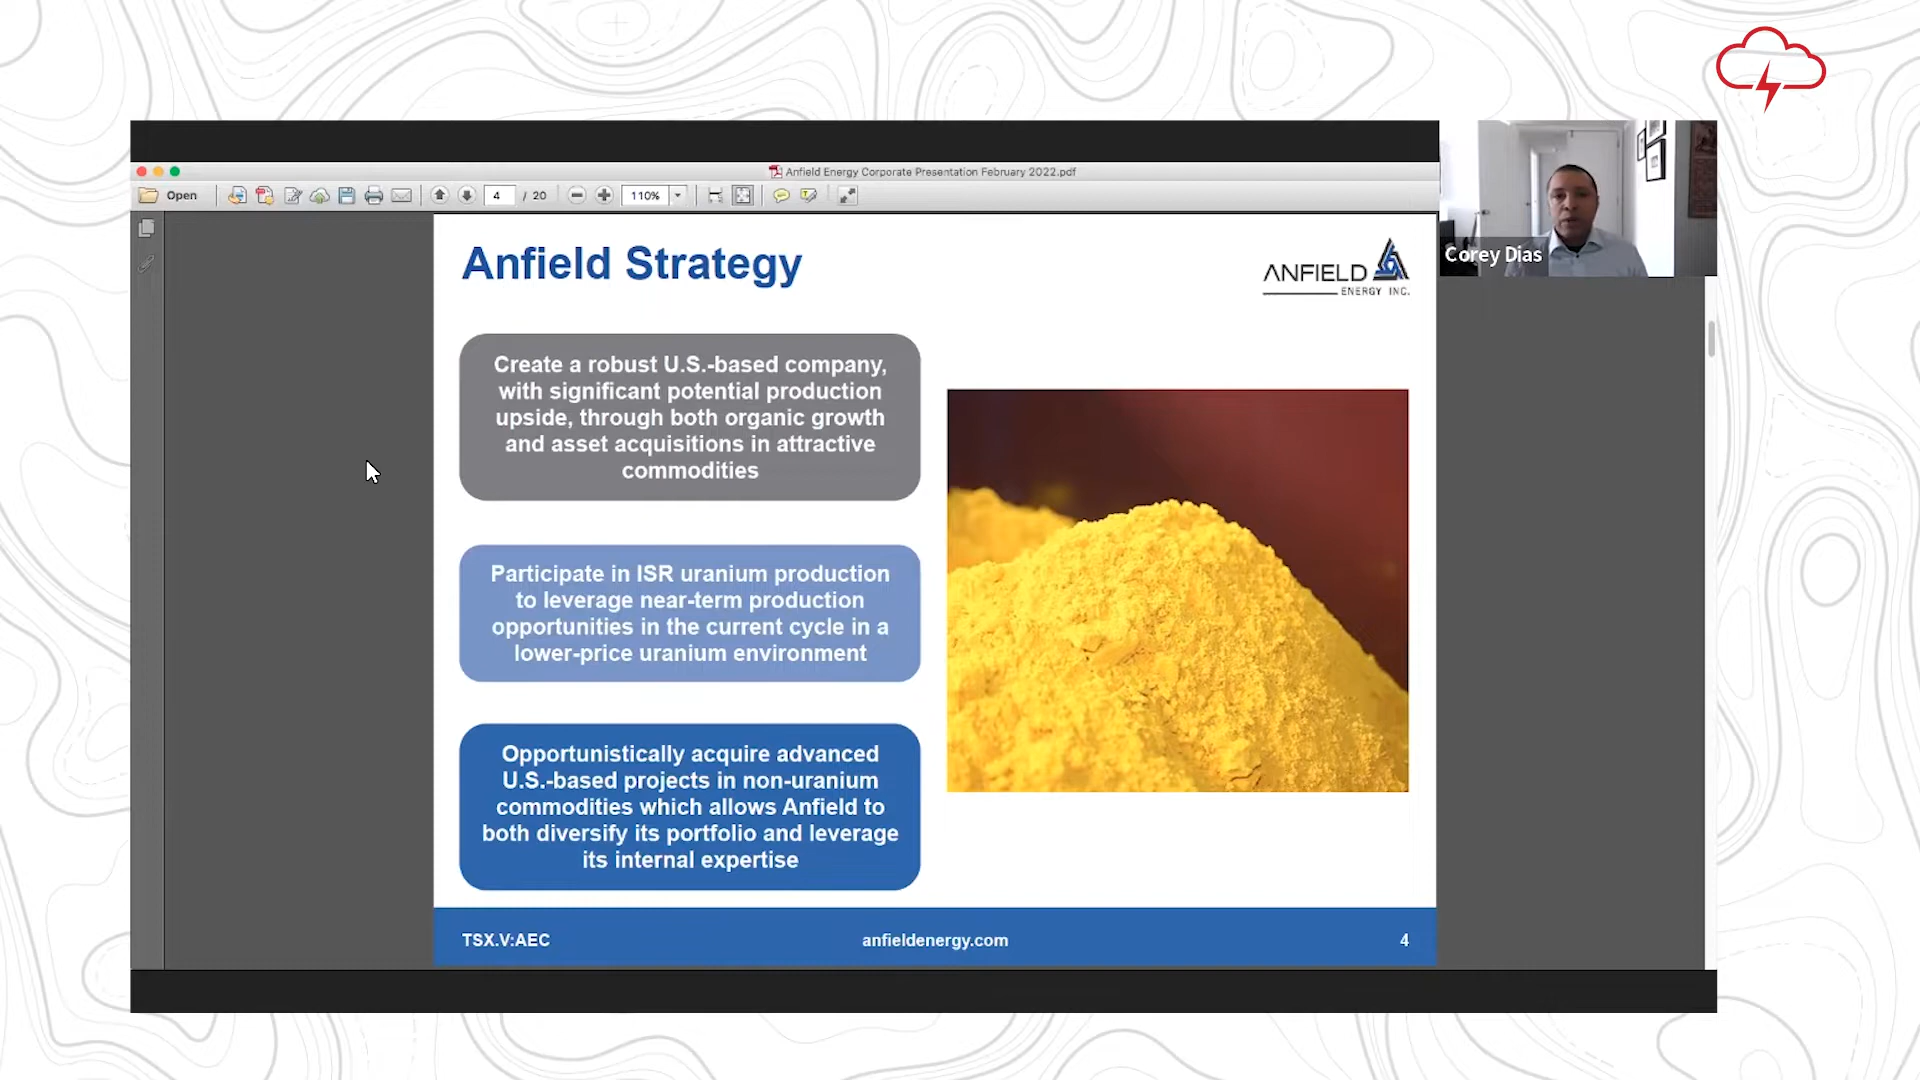 Anfield Energy Corporate Presentation February 2022.pdf
Open
4 / 20
110%
Corey Dias
Anfield Strategy
ANFIELD
ENERGY INC.
Create a robust U.S.-based company,
with significant potential production
upside, through both organic growth
and asset acquisitions in attractive
commodities
Participate in ISR uranium production
to leverage near-term production
opportunities in the current cycle in a
lower-price uranium environment
Opportunistically acquire advanced
U.S.-based projects in non-uranium
commodities which allows Anfield to
both diversify its portfolio and leverage
its internal expertise
TSX.V:AEC anfieldenergy.com 4